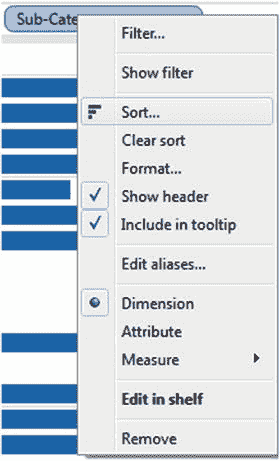 Sub-Cate
Filter...
Show filter
Sort...
Clear sort
Format...
Show header
Include in tooltip
Edit aliases...
Dimension
Attribute
Measure
Edit in shelf
Remove